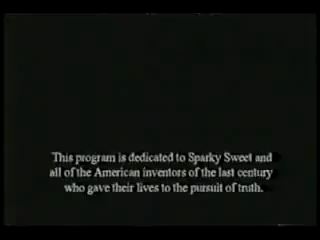 This program is dedicated to Sparky Sweet and
all of the American inventors of the last century
who gave their lives to the pursuit of truth.